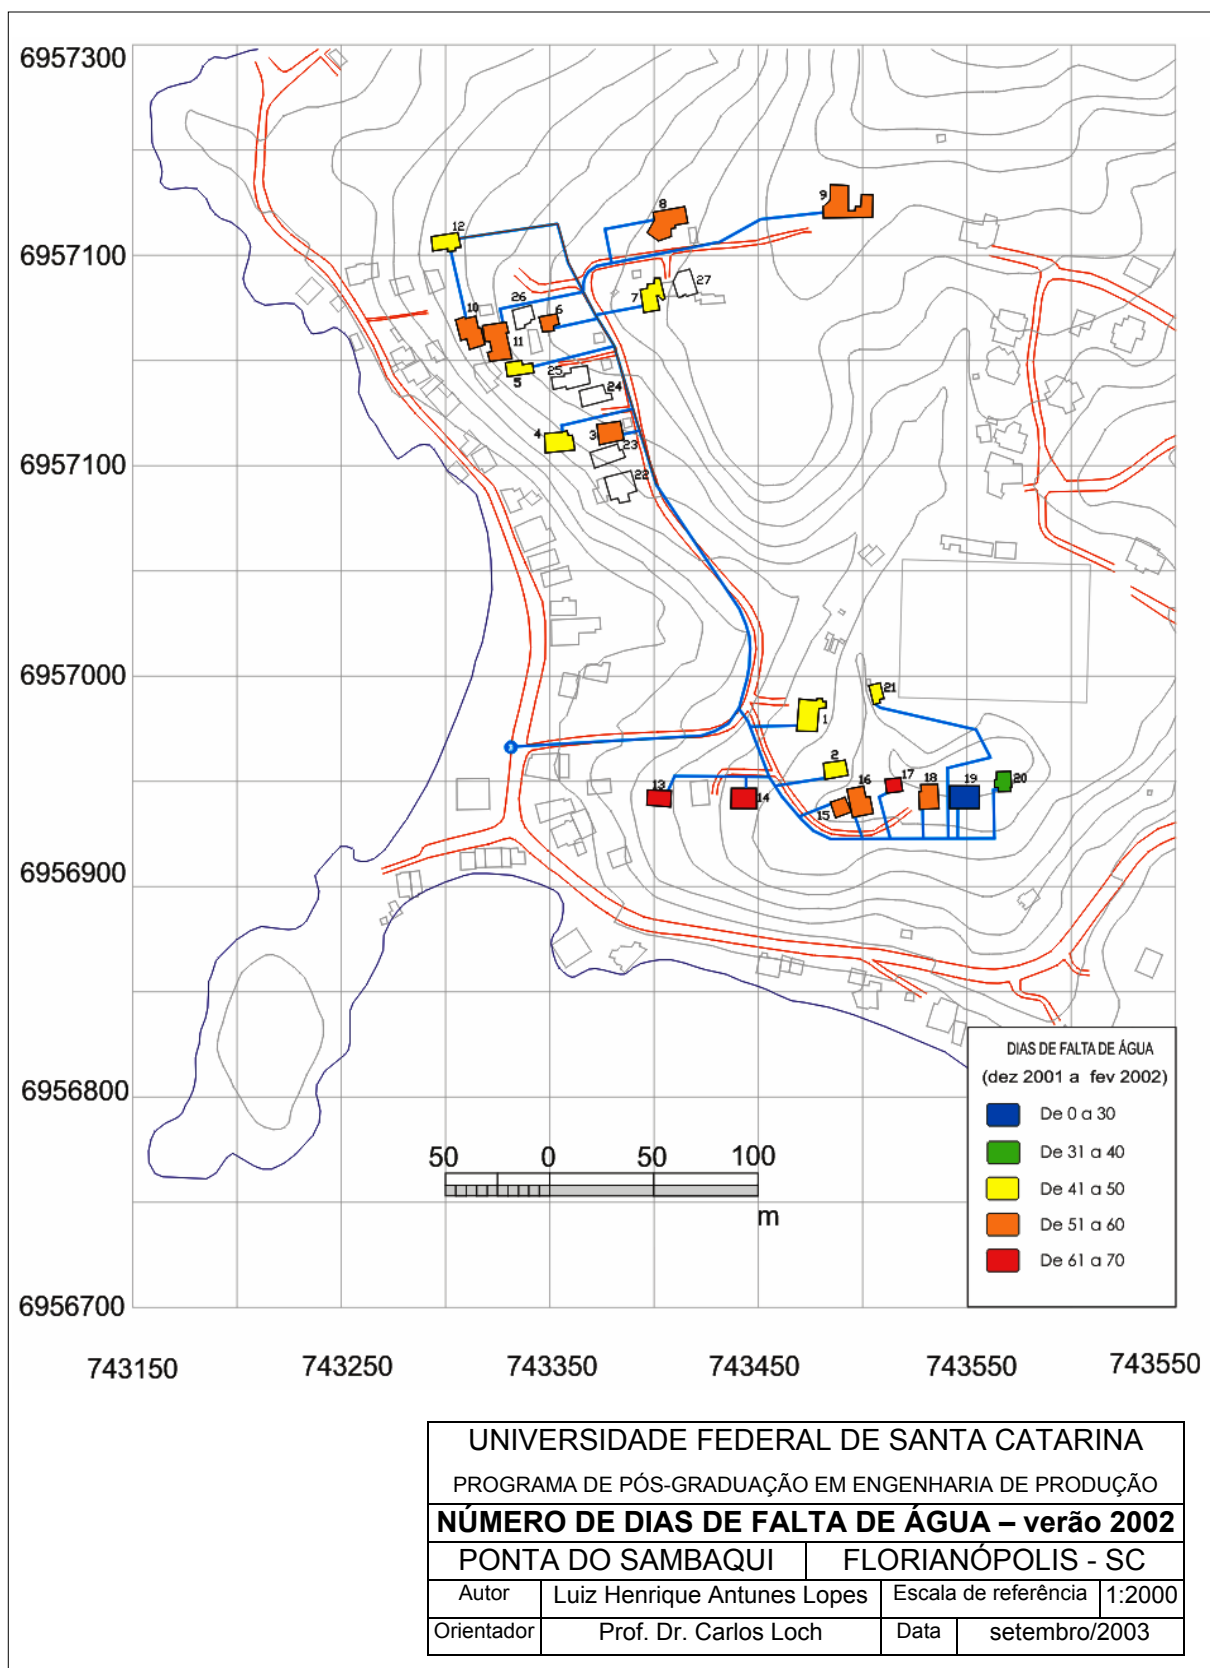 6957300
8
9
12
6957100
27
7
26
10
6
11
5
25
24
4
3
23
6957100
22
6957000
21
1
2
17
16
18
19
20
13
14
15
6956900
DIAS DE FALTA DE ÁGUA
(dez 2001 a fev 2002)
6956800
De 0 a 30
De 31 a 40
50 0 50 100
De 41 a 50
m
De 51 a 60
De 61 a 70
6956700
743150 743250 743350 743450 743550 743550
UNIVERSIDADE FEDERAL DE SANTA CATARINA
PROGRAMA DE PÓS-GRADUAÇÃO EM ENGENHARIA DE PRODUÇÃO
NÚMERO DE DIAS DE FALTA DE ÁGUA – verão 2002
PONTA DO SAMBAQUI FLORIANÓPOLIS - SC
Autor Luiz Henrique Antunes Lopes Escala de referência 1:2000
Orientador Prof. Dr. Carlos Loch Data setembro/2003